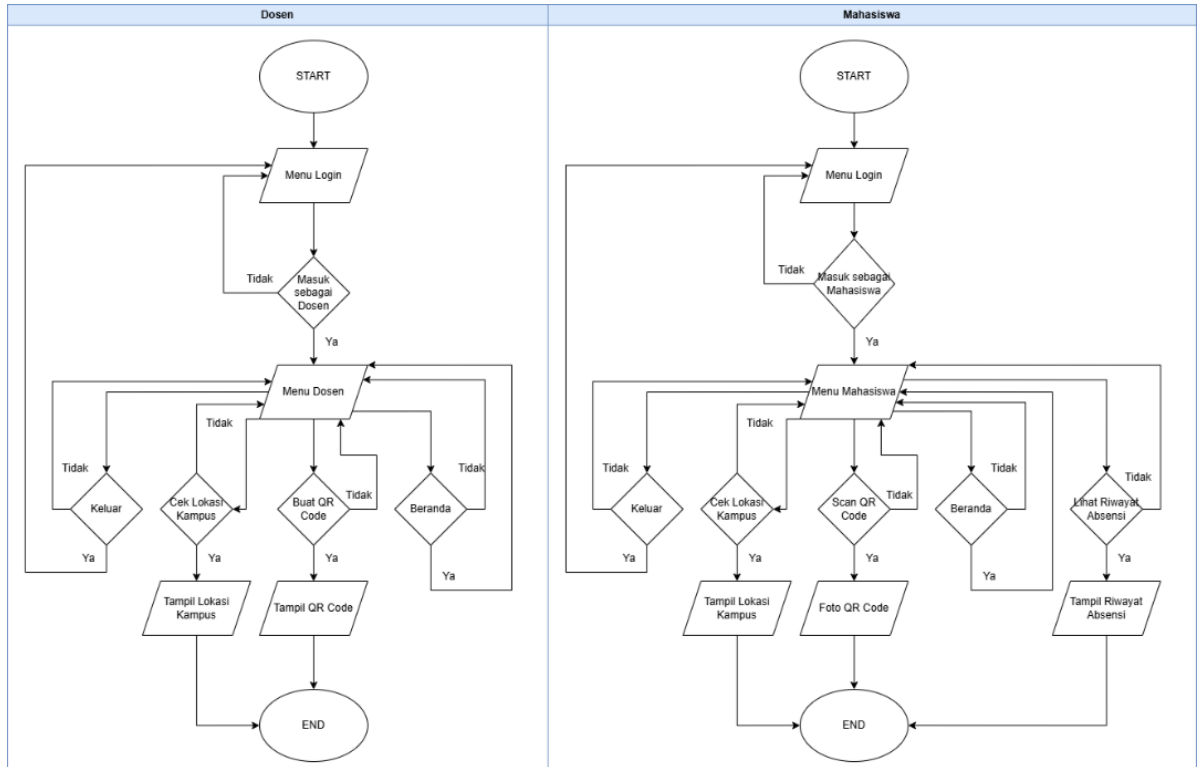 Dosen
START
Menu Login
Tidak
Masuk
sebagai
Dosen
Ya
Menu Dosen
Tidak
Tidak
Tidak
Tidak
Keluar
Cek Lokasi
Kampus
Buat QR
Code
Beranda
Ya
Ya
Ya
Ya
Tampil Lokasi
Kampus
Tampil QR Code
END
Mahasiswa
START
Menu Login
Tidak
Masuk sebagai
Mahasiswa
Ya
Menu Mahasiswa
Tidak
Tidak
Tidak
Tidak
Tidak
Keluar
Cek Lokasi
Kampus
Scan QR
Code
Beranda
Lihat Riwayat
Absensi
Ya
Ya
Ya
Ya
Ya
Tampil Lokasi
Kampus
Foto QR Code
Tampil Riwayat
Absensi
END